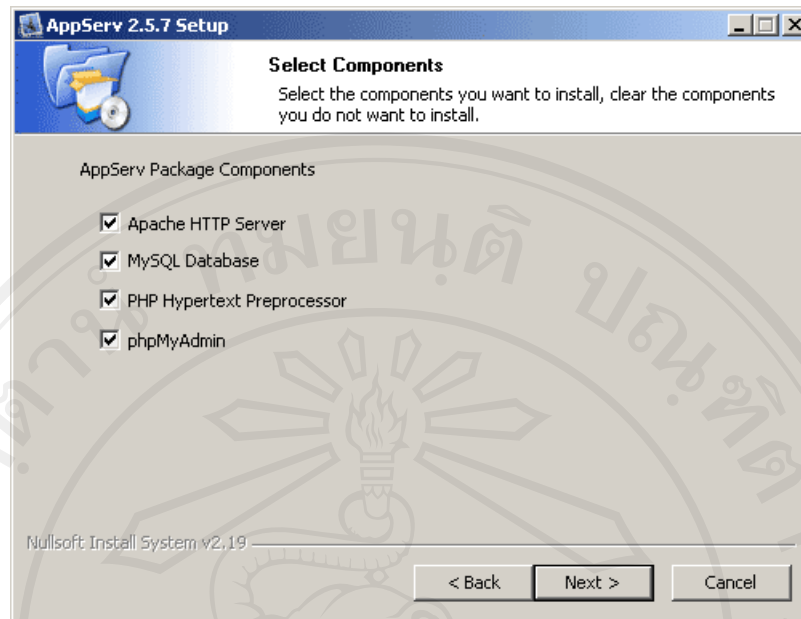 AppServ 2.5.7 Setup
Select Components
Select the components you want to install, clear the components
you do not want to install.
AppServ Package Components
Apache HTTP Server
MySQL Database
PHP Hypertext Preprocessor
phpMyAdmin
Nullsoft Install System v2.19
< Back
Next >
Cancel